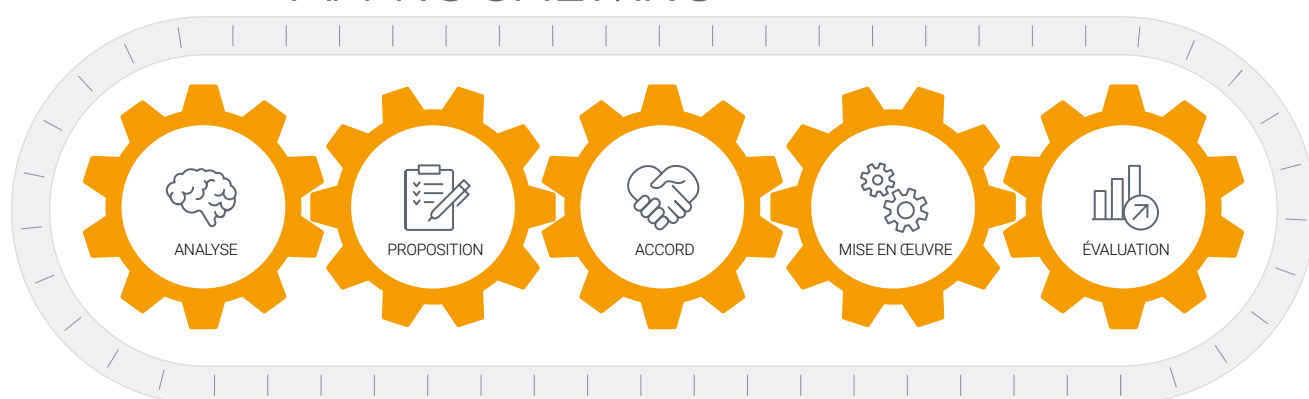 ANALYSE
PROPOSITION
ACCORD
MISE EN ŒUVRE
ÉVALUATION